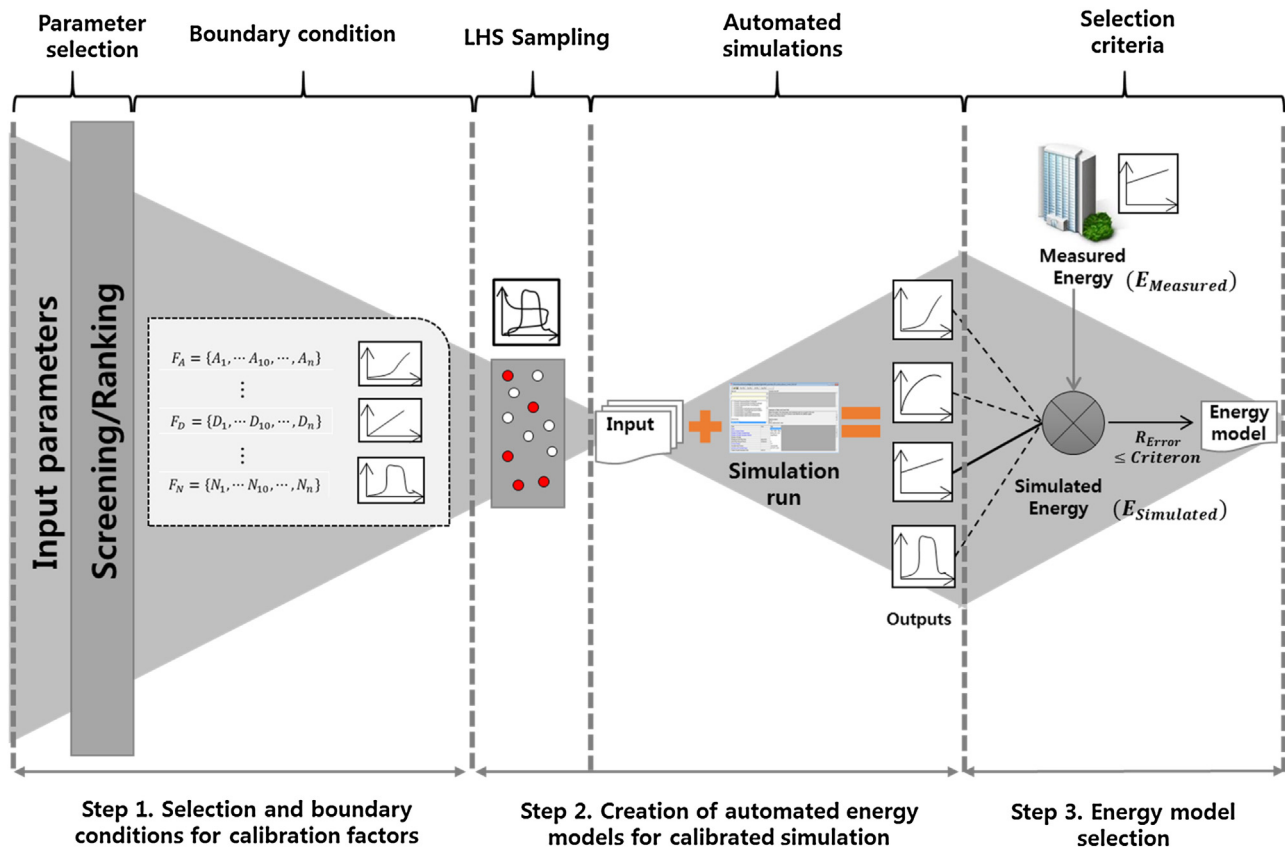 Parameter
selection
Boundary condition
LHS Sampling
Automated
simulations
Selection
criteria
Input parameters
Screening/Ranking
F_A = {A_1, ⋯ A_10, ⋯ , A_n}
⋮
F_D = {D_1, ⋯ D_10, ⋯ , D_n}
⋮
F_N = {N_1, ⋯ N_10, ⋯ , N_n}
Input
Simulation
run
Outputs
Measured
Energy (E_Measured)
Simulated
Energy (E_Simulated)
R_Error
≤ Criteron
Energy
model
Step 1. Selection and boundary
conditions for calibration factors
Step 2. Creation of automated energy
models for calibrated simulation
Step 3. Energy model
selection